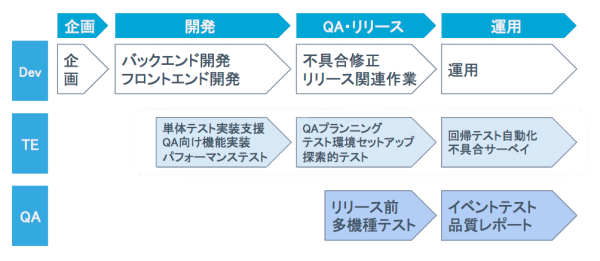 企画
開発
QA・リリース
運用
Dev
企
画
バックエンド開発
フロントエンド開発
不具合修正
リリース関連作業
運用
TE
単体テスト実装支援
QA向け機能実装
パフォーマンステスト
QAプランニング
テスト環境セットアップ
探索的テスト
回帰テスト自動化
不具合サーベイ
QA
リリース前
多機種テスト
イベントテスト
品質レポート